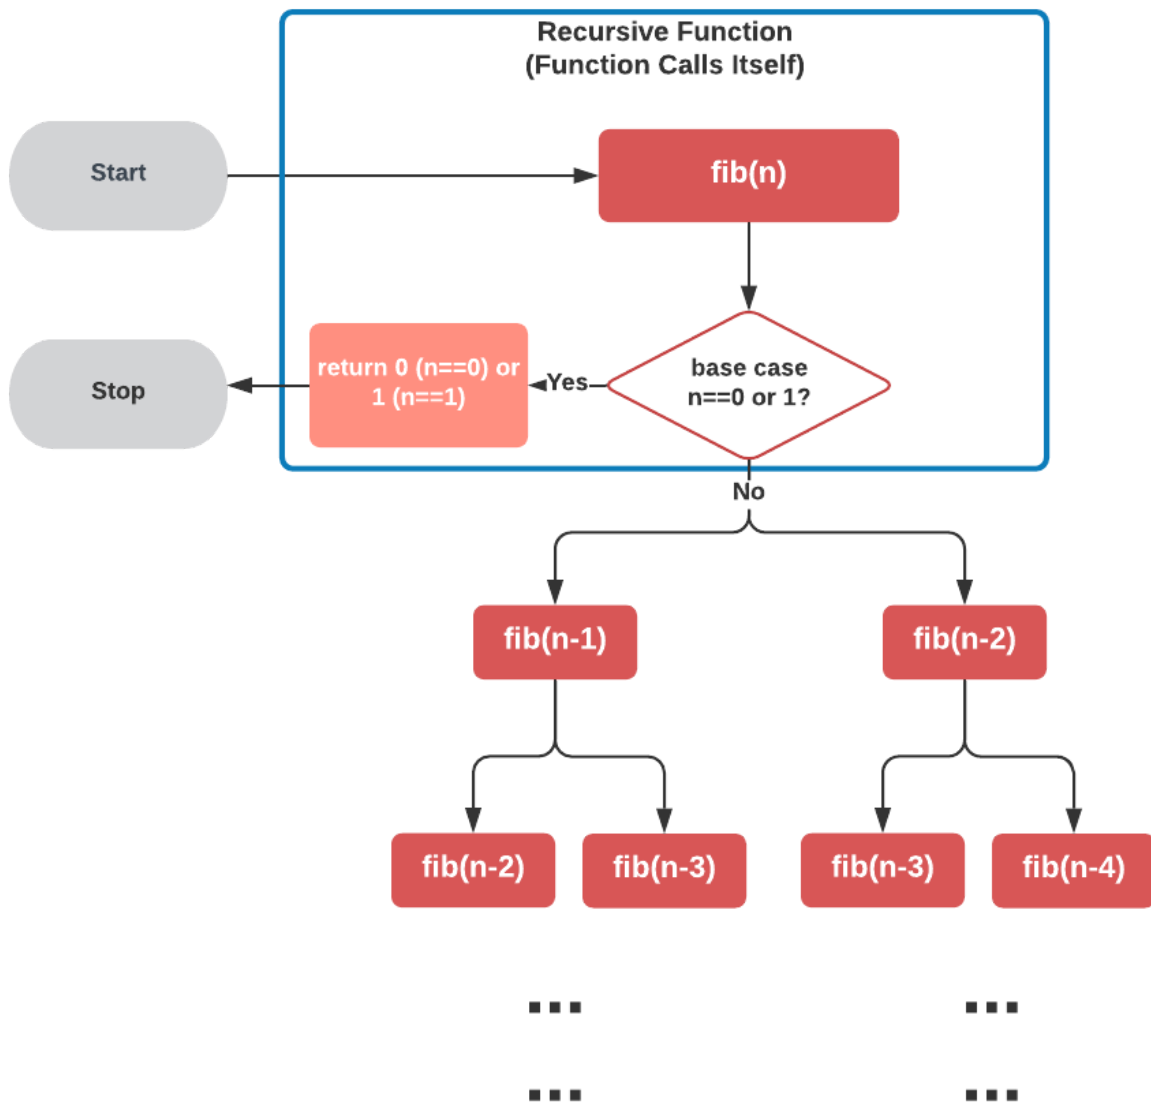 Recursive Function
(Function Calls Itself)
Start
fib(n)
base case
n==0 or 1?
Yes
return 0 (n==0) or
1 (n==1)
Stop
No
fib(n-1)
fib(n-2)
fib(n-2)
fib(n-3)
fib(n-3)
fib(n-4)
...
...
...
...